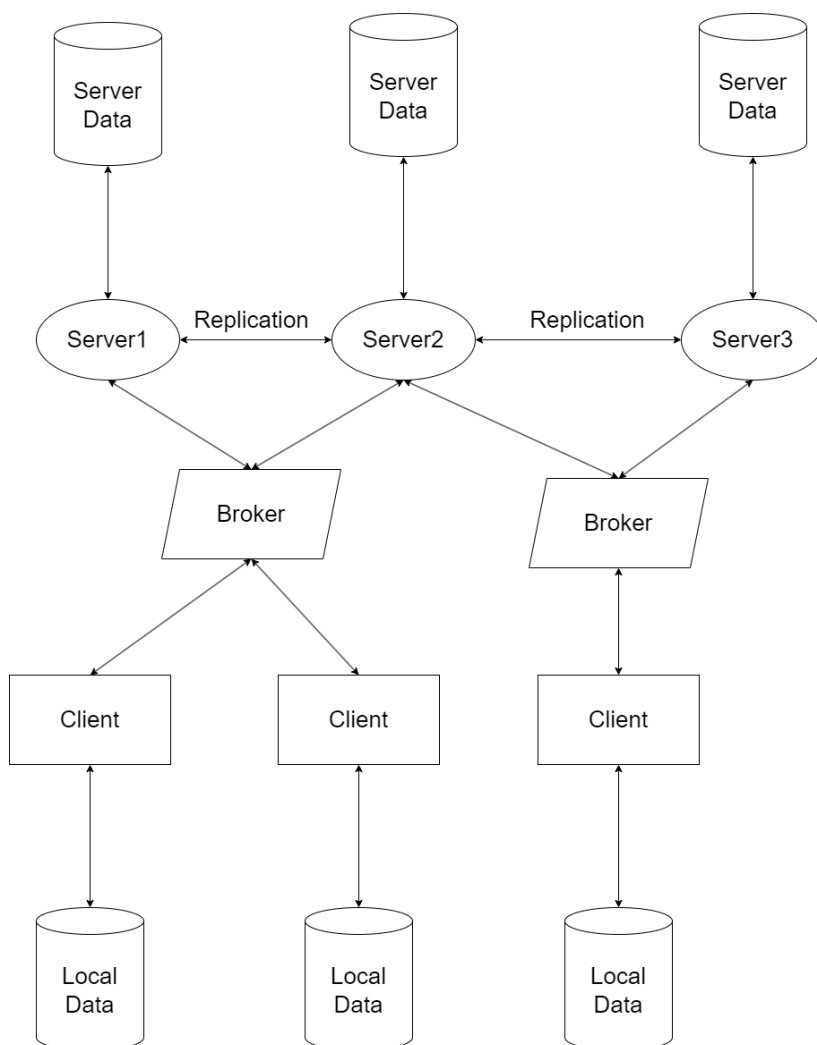 Server
Data
Server
Data
Server
Data
Server1
Replication
Server2
Replication
Server3
Broker
Broker
Client
Client
Client
Local
Data
Local
Data
Local
Data